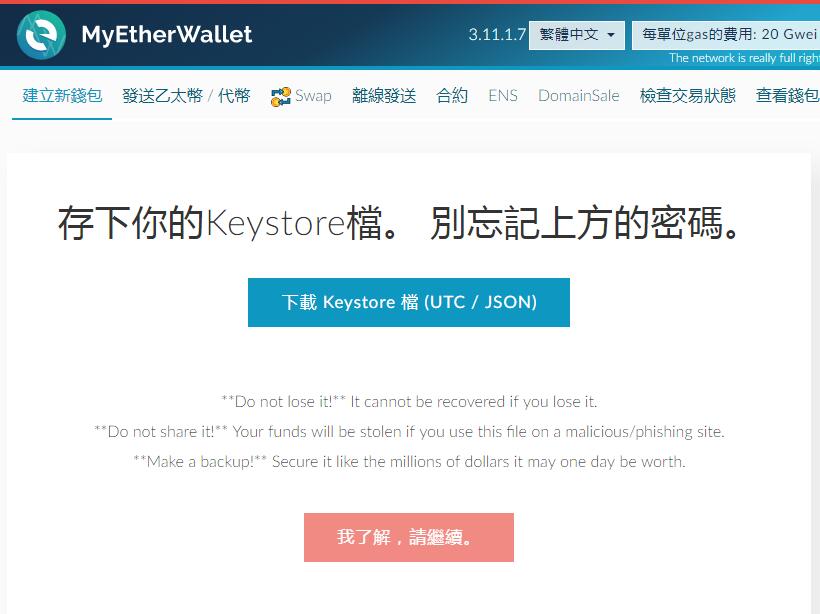 MyEtherWallet
3.11.1.7 繁體中文 每單位gas的費用: 20 Gwei
The network is really full righ
建立新錢包 發送乙太幣 / 代幣 Swap 離線發送 合約 ENS DomainSale 檢查交易狀態 查看錢包
存下你的Keystore檔。 別忘記上方的密碼。
下載 Keystore 檔 (UTC / JSON)
**Do not lose it!** It cannot be recovered if you lose it.
**Do not share it!** Your funds will be stolen if you use this file on a malicious/phishing site.
**Make a backup!** Secure it like the millions of dollars it may one day be worth.
我了解，請繼續。